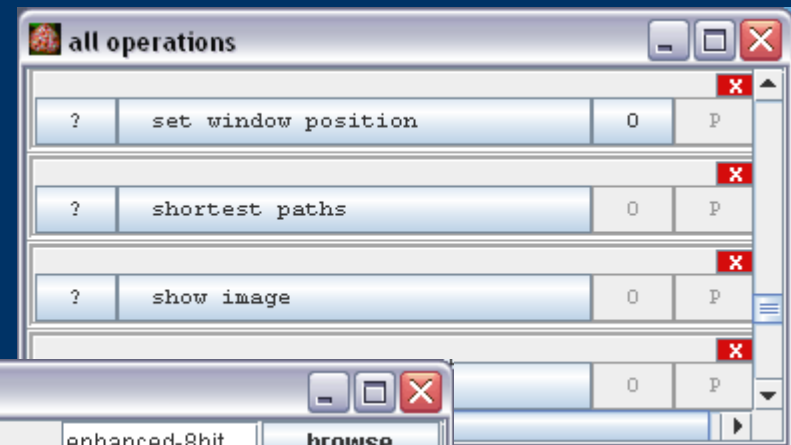 all operations
X
? set window position O P
X
? shortest paths O P
X
? show image O P
X
O P
enhanced-8bit browse